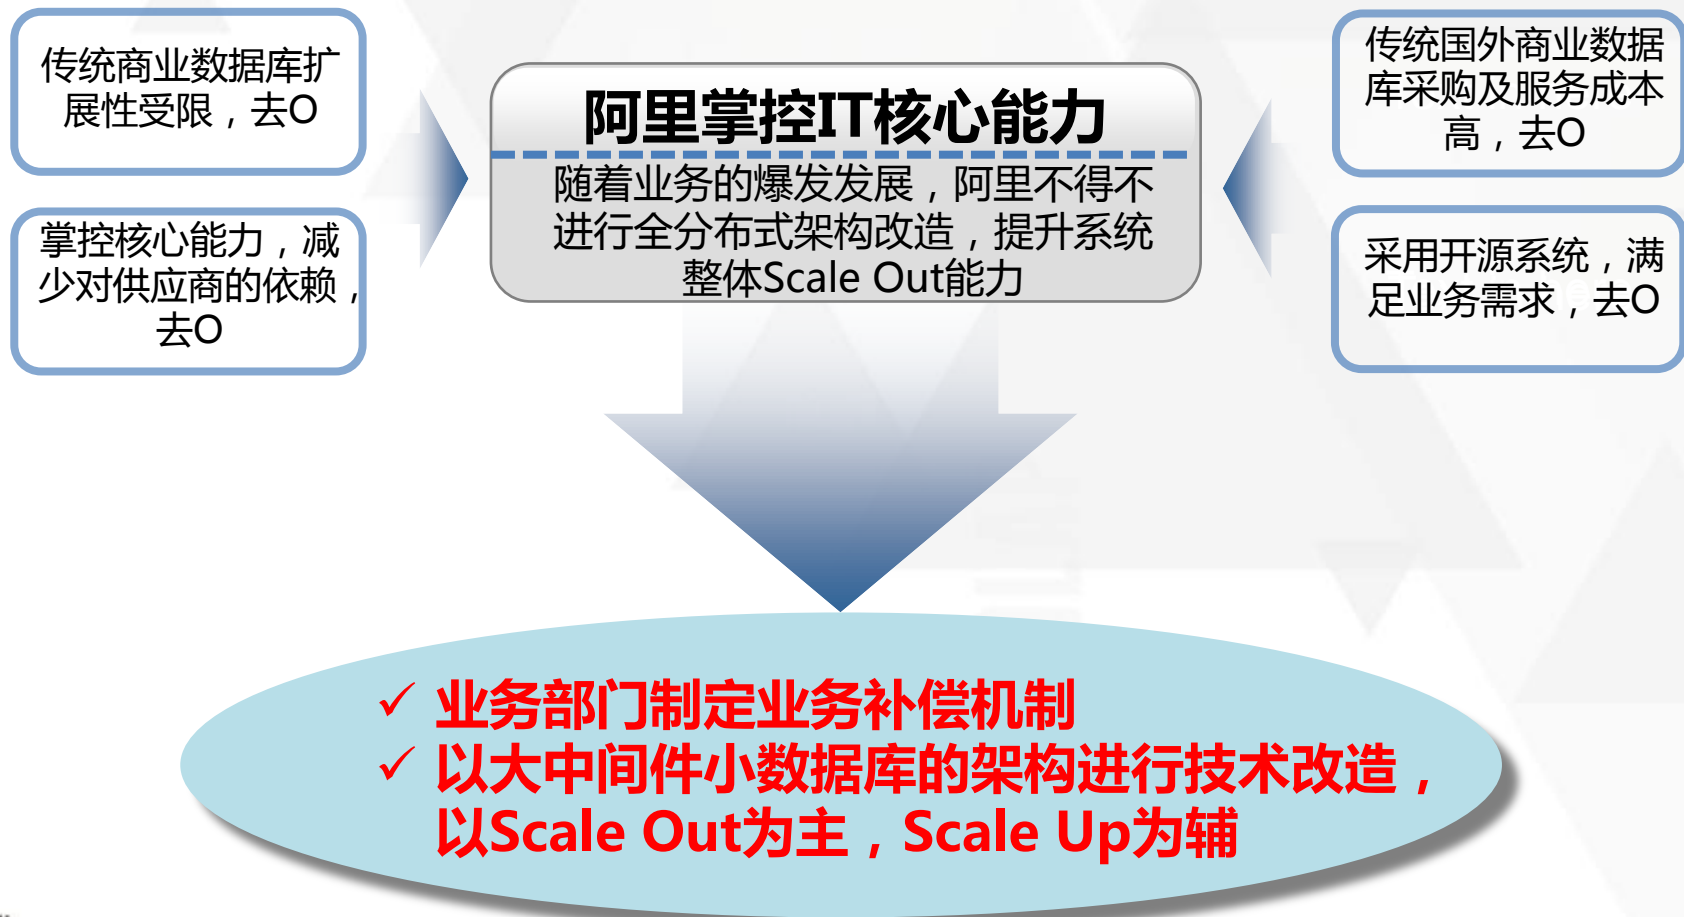 传统商业数据库扩
展性受限，去O
掌控核心能力，减
少对供应商的依赖，
去O
阿里掌控IT核心能力
随着业务的爆发发展，阿里不得不
进行全分布式架构改造，提升系统
整体Scale Out能力
传统国外商业数据
库采购及服务成本
高，去O
采用开源系统，满
足业务需求，去O
✓ 业务部门制定业务补偿机制
✓ 以大中间件小数据库的架构进行技术改造，
以Scale Out为主，Scale Up为辅